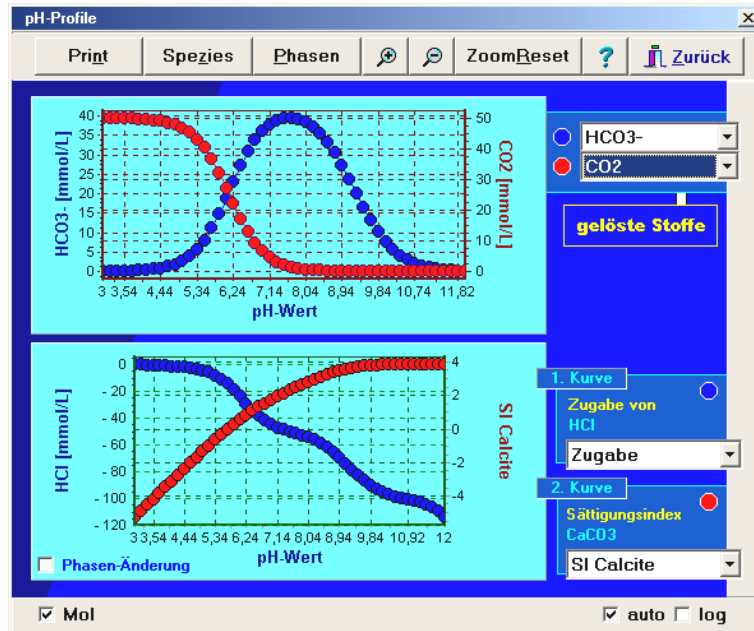 pH-Profile
Print Spezies Phasen ZoomReset ? Zurück
40
35
30
25
20
15
10
5
0
HCO3- [mmol/L]
50
40
30
20
10
0
CO2 [mmol/L]
3 3,54 4,44 5,34 6,24 7,14 8,04 8,94 9,84 10,74 11,82
pH-Wert
HCO3-
CO2
gelöste Stoffe
0
- 20
- 40
- 60
- 80
- 100
- 120
HCl [mmol/L]
4
2
0
-2
-4
SI Calcite
3 3,54 4,44 5,34 6,24 7,14 8,04 8,94 9,84 10,92 12
pH-Wert
Phasen-Änderung
1. Kurve
Zugabe von
HCl
Zugabe
2. Kurve
Sättigungsindex
CaCO3
SI Calcite
Mol
auto log